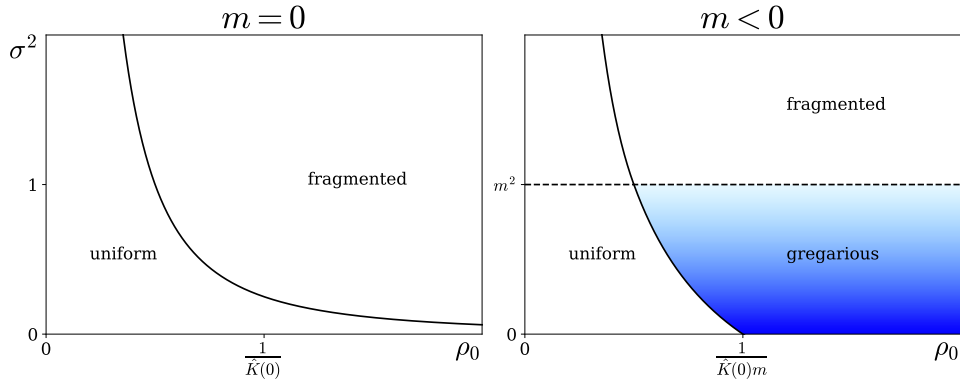 m = 0
σ²
1
0
fragmented
uniform
0
1/K̂(0)
ρ₀
m < 0
m²
0
fragmented
uniform
gregarious
0
1/K̂(0)m
ρ₀